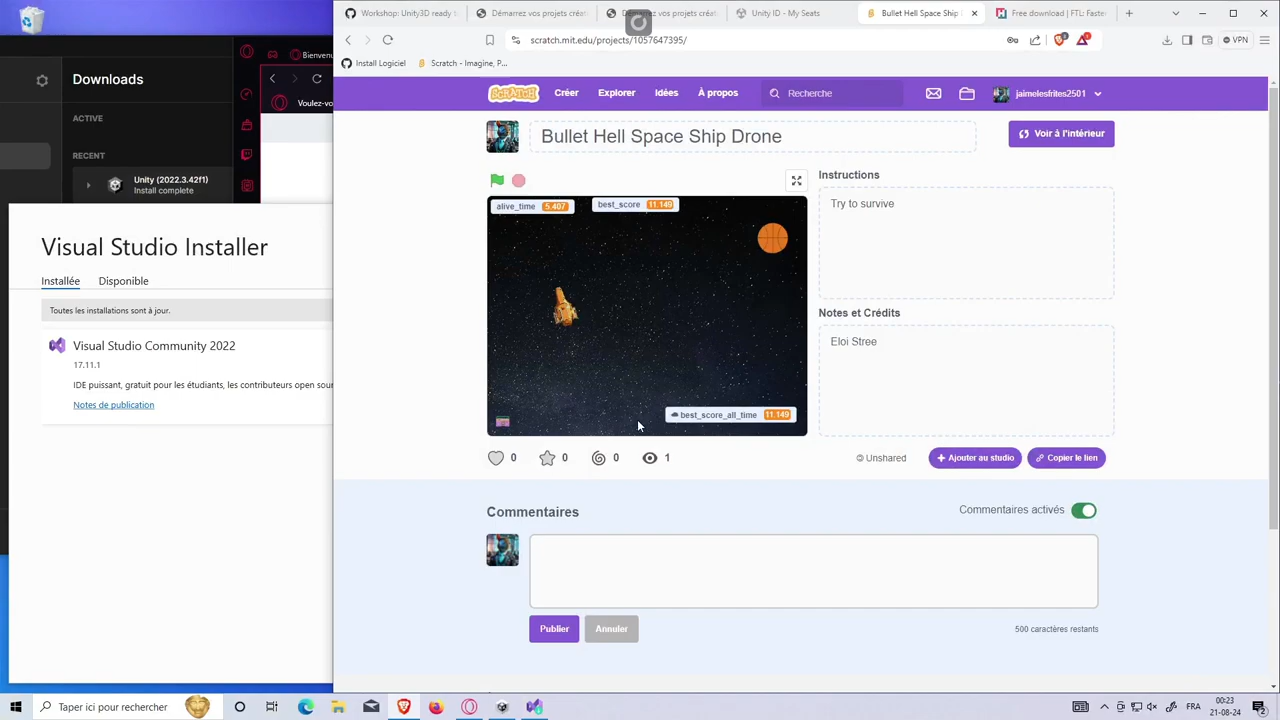 Workshop: Unity3D ready t
Démarrez vos projets créat
Démarrez vos projets créat
Unity ID - My Seats
Bullet Hell Space Ship
Free download | FTL: Faster
scratch.mit.edu/projects/1057647395/
VPN
Install Logiciel
Scratch - Imagine, P...
Bienvenu
Voulez-vo
Downloads
ACTIVE
RECENT
Unity (2022.3.42f1)
Install complete
SCRATCH
Créer
Explorer
Idées
À propos
Recherche
jaimelesfrites2501
Bullet Hell Space Ship Drone
Voir à l'intérieur
alive_time 5.407
best_score 11.149
best_score_all_time 11.149
Instructions
Try to survive
Notes et Crédits
Eloi Stree
0
0
0
1
Unshared
Ajouter au studio
Copier le lien
Commentaires
Commentaires activés
Publier
Annuler
500 caractères restants
Visual Studio Installer
Installée
Disponible
Toutes les installations sont à jour.
Visual Studio Community 2022
17.11.1
IDE puissant, gratuit pour les étudiants, les contributeurs open sour
Notes de publication
Taper ici pour rechercher
FRA
00:23
21-08-24
2